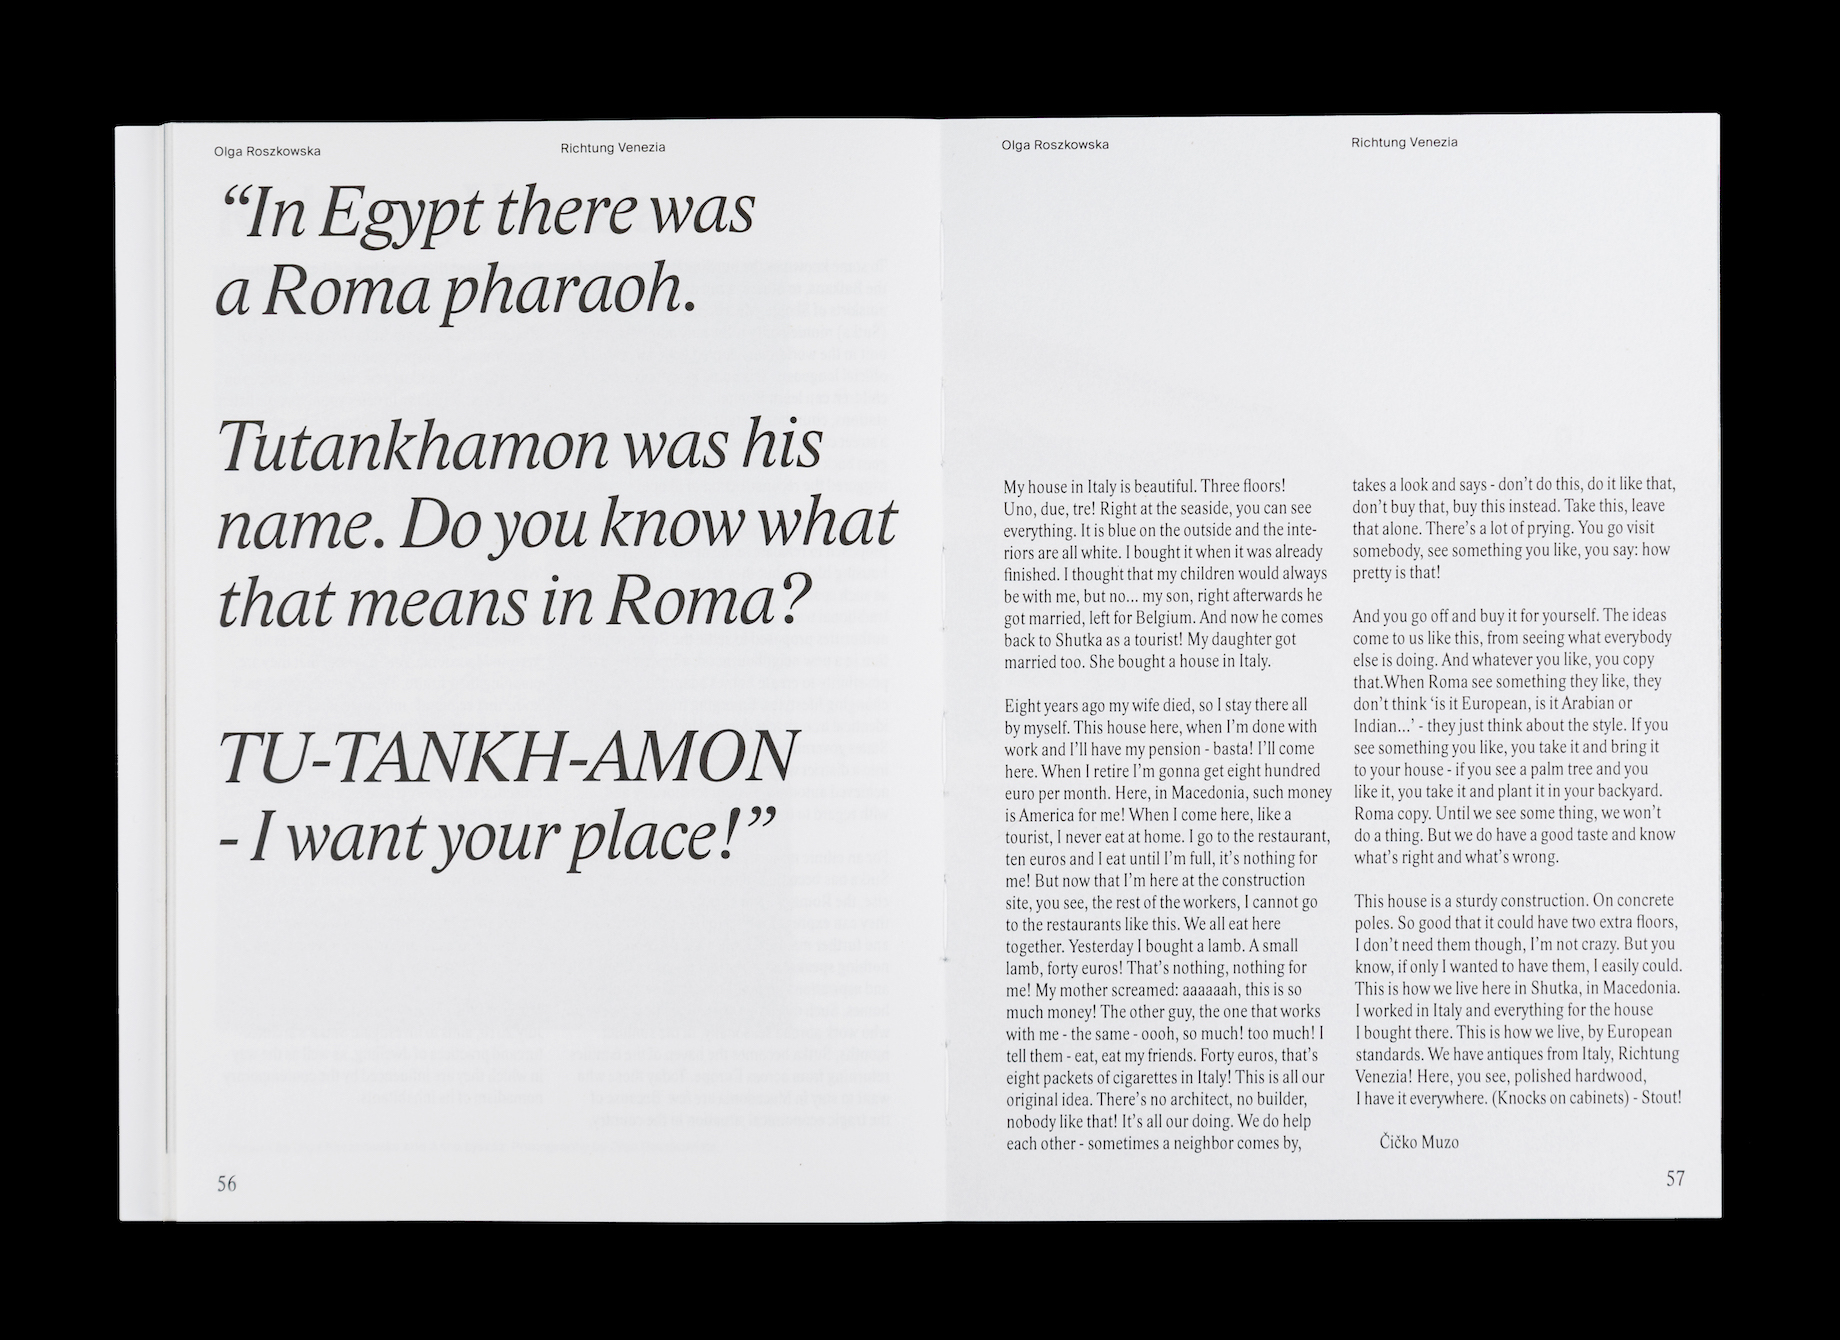 Olga Roszkowska
Richtung Venezia
“In Egypt there was
a Roma pharaoh.
Tutankhamon was his
name. Do you know what
that means in Roma?
TU-TANKH-AMON
- I want your place!”
56
Olga Roszkowska
Richtung Venezia
My house in Italy is beautiful. Three floors!
Uno, due, tre! Right at the seaside, you can see
everything. It is blue on the outside and the inte-
riors are all white. I bought it when it was already
finished. I thought that my children would always
be with me, but no... my son, right afterwards he
got married, left for Belgium. And now he comes
back to Shutka as a tourist! My daughter got
married too. She bought a house in Italy.
Eight years ago my wife died, so I stay there all
by myself. This house here, when I’m done with
work and I’ll have my pension - basta! I’ll come
here. When I retire I’m gonna get eight hundred
euro per month. Here, in Macedonia, such money
is America for me! When I come here, like a
tourist, I never eat at home. I go to the restaurant,
ten euros and I eat until I’m full, it’s nothing for
me! But now that I’m here at the construction
site, you see, the rest of the workers, I cannot go
to the restaurants like this. We all eat here
together. Yesterday I bought a lamb. A small
lamb, forty euros! That’s nothing, nothing for
me! My mother screamed: aaaaaah, this is so
much money! The other guy, the one that works
with me - the same - oooh, so much! too much! I
tell them - eat, eat my friends. Forty euros, that’s
eight packets of cigarettes in Italy! This is all our
original idea. There’s no architect, no builder,
nobody like that! It’s all our doing. We do help
each other - sometimes a neighbor comes by,
takes a look and says - don’t do this, do it like that,
don’t buy that, buy this instead. Take this, leave
that alone. There’s a lot of prying. You go visit
somebody, see something you like, you say: how
pretty is that!
And you go off and buy it for yourself. The ideas
come to us like this, from seeing what everybody
else is doing. And whatever you like, you copy
that.When Roma see something they like, they
don’t think ‘is it European, is it Arabian or
Indian...’ - they just think about the style. If you
see something you like, you take it and bring it
to your house - if you see a palm tree and you
like it, you take it and plant it in your backyard.
Roma copy. Until we see some thing, we won’t
do a thing. But we do have a good taste and know
what’s right and what’s wrong.
This house is a sturdy construction. On concrete
poles. So good that it could have two extra floors,
I don’t need them though, I’m not crazy. But you
know, if only I wanted to have them, I easily could.
This is how we live here in Shutka, in Macedonia.
I worked in Italy and everything for the house
I bought there. This is how we live, by European
standards. We have antiques from Italy, Richtung
Venezia! Here, you see, polished hardwood,
I have it everywhere. (Knocks on cabinets) - Stout!
Čičko Muzo
57